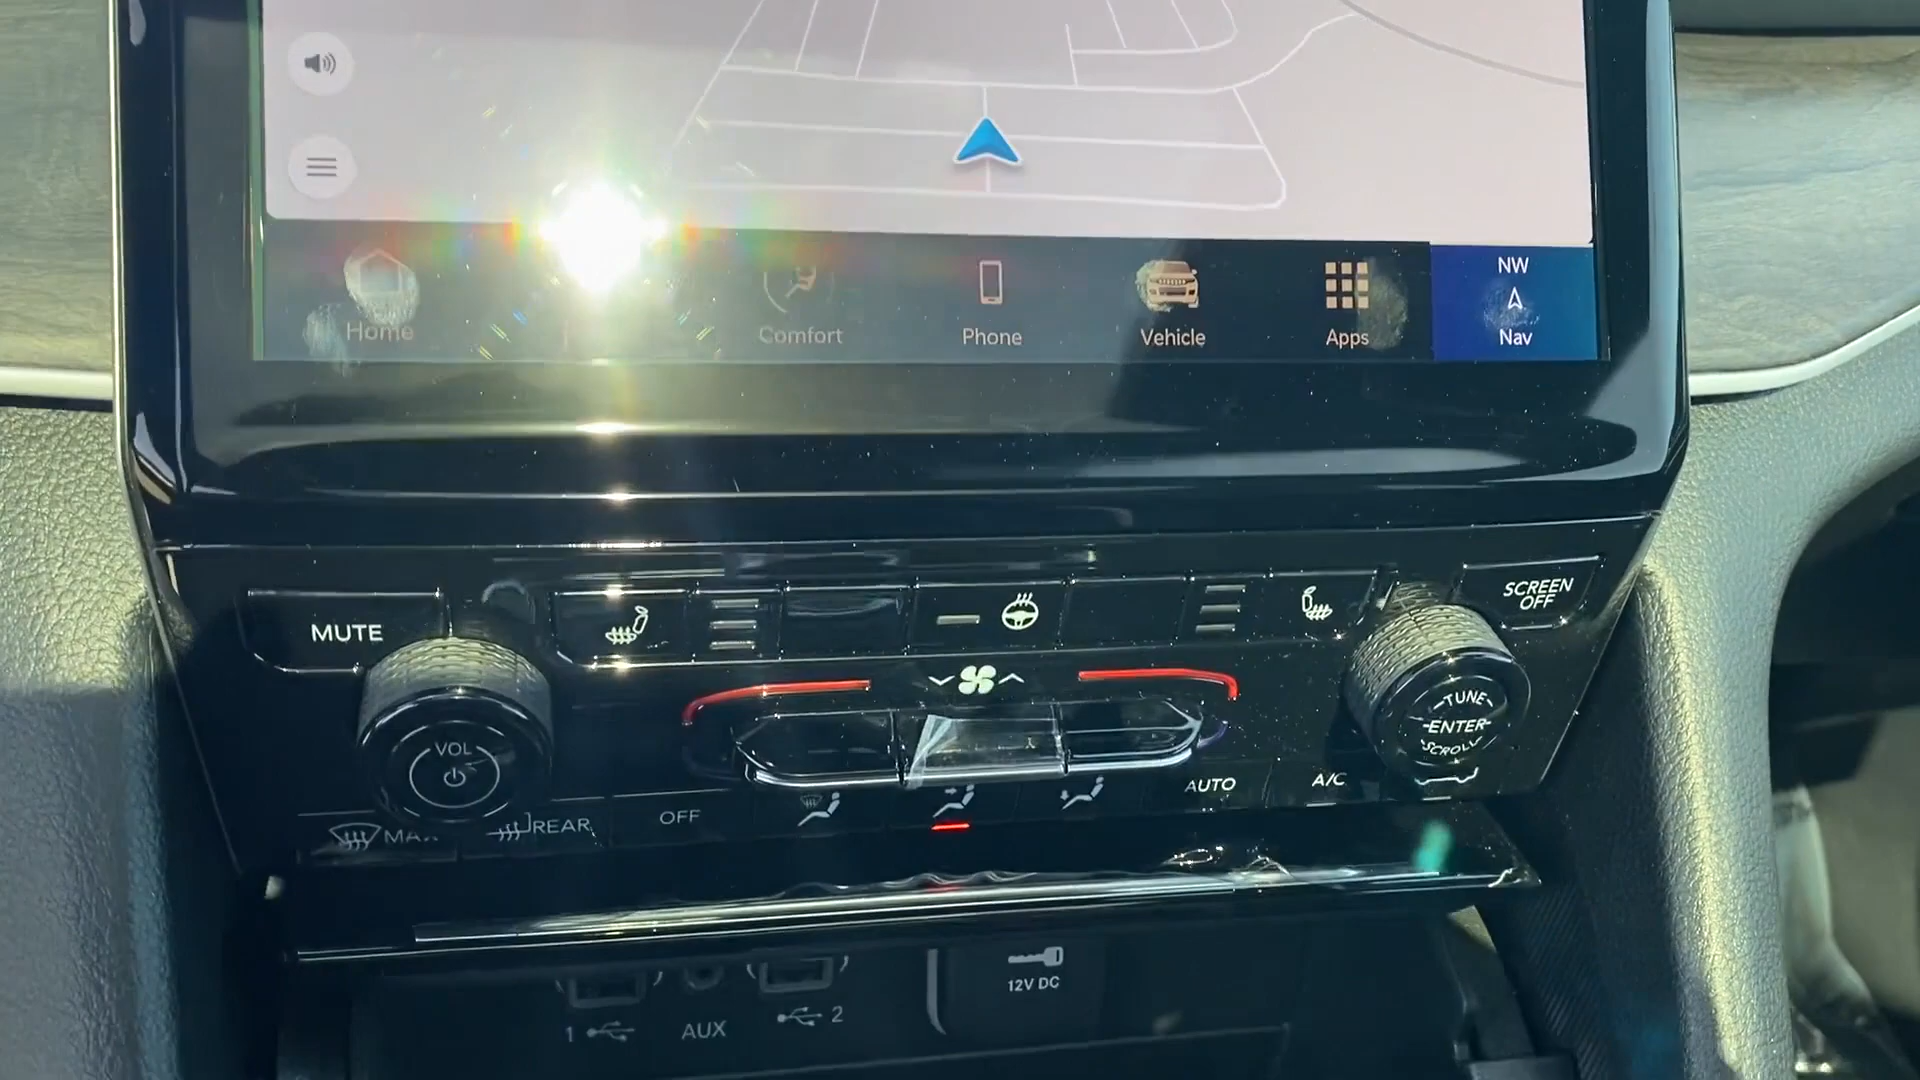 Home
Comfort
Phone
Vehicle
Apps
NW
Nav
MUTE
SCREEN
OFF
VOL
TUNE
ENTER
SCROLL
MAX
REAR
OFF
AUTO
A/C
1
AUX
2
12V DC